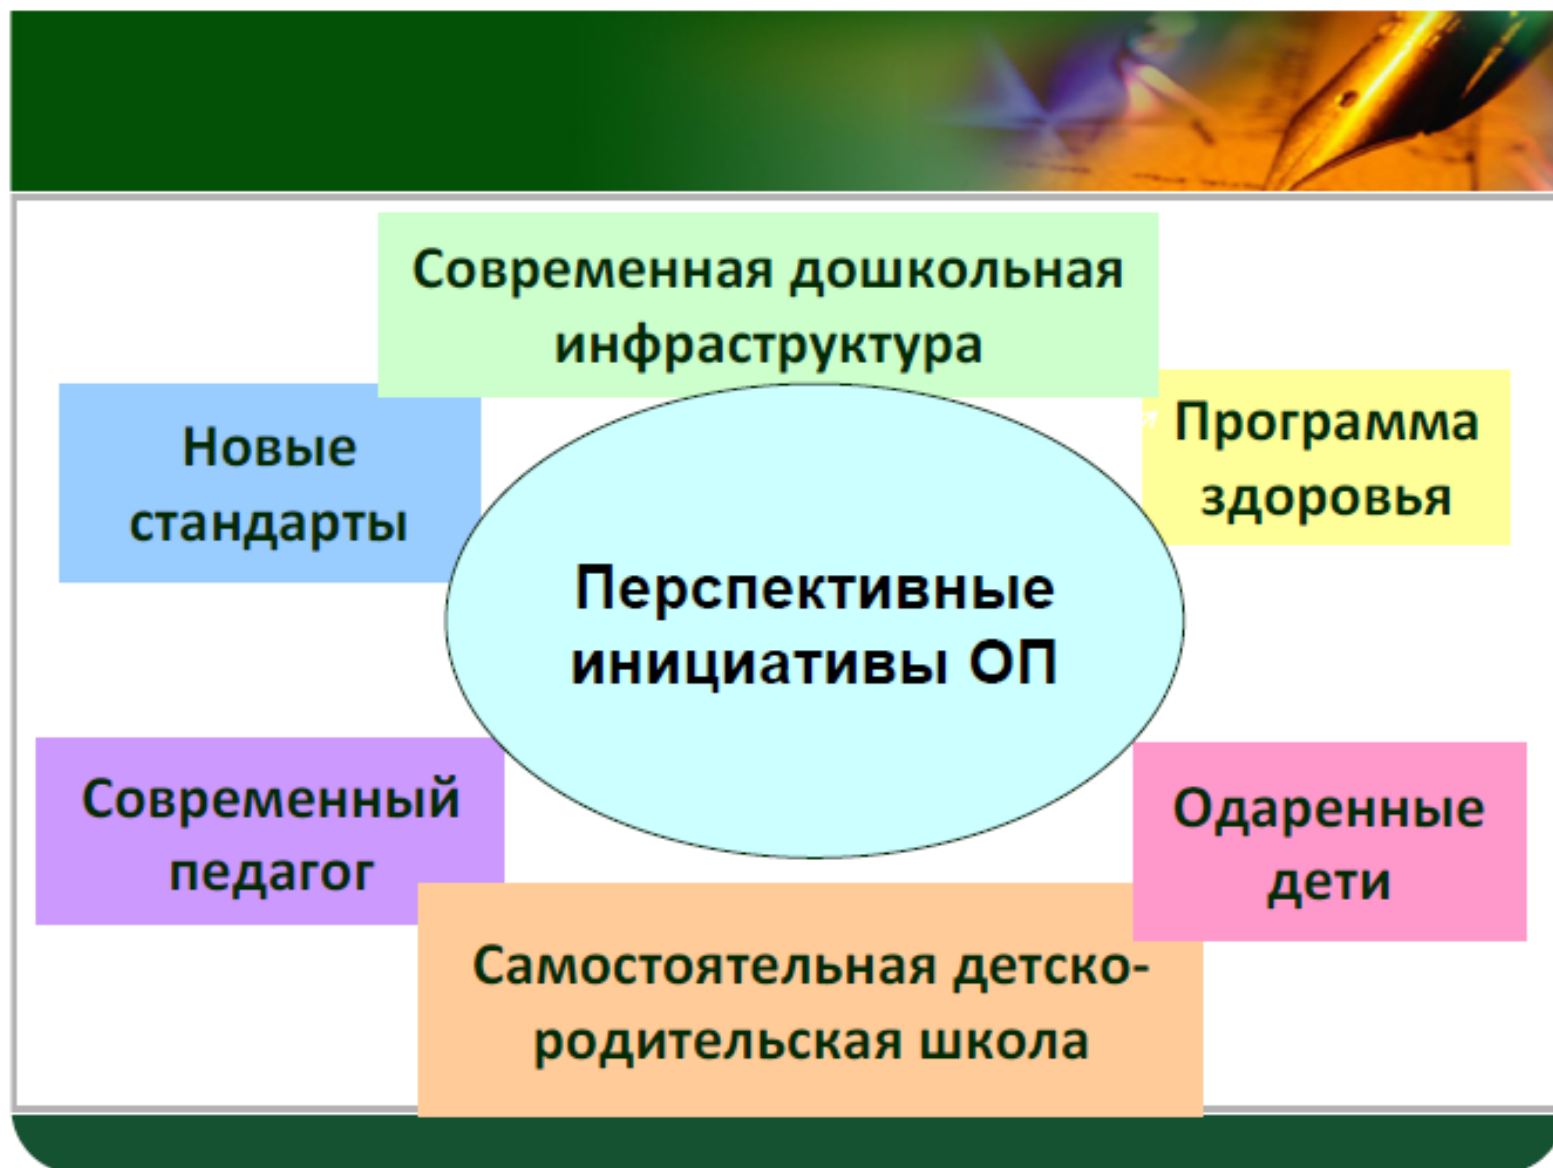 Современная дошкольная
инфраструктура
Новые
стандарты
Программа
здоровья
Перспективные
инициативы ОП
Современный
педагог
Одаренные
дети
Самостоятельная детско-
родительская школа